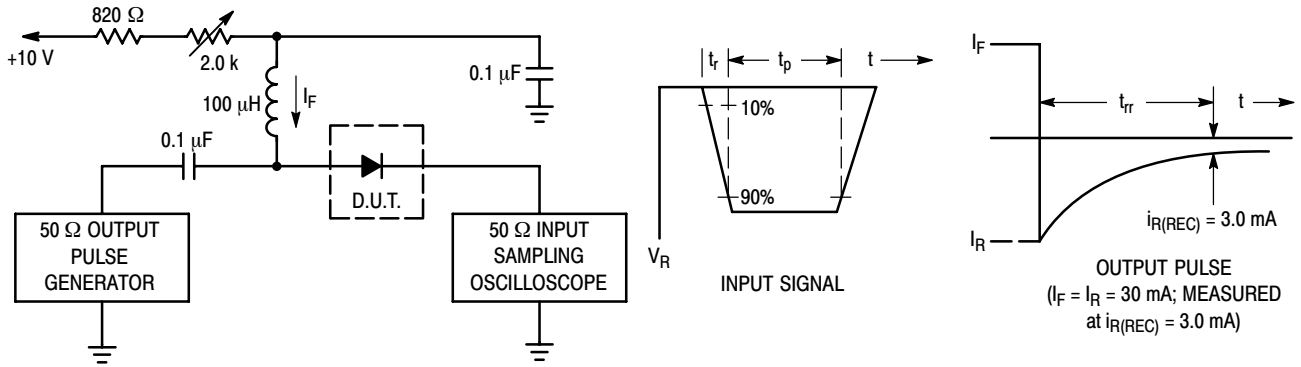 820 Ω
+10 V
2.0 k
0.1 µF
100 µH
I_F
0.1 µF
D.U.T.
50 Ω OUTPUT
PULSE
GENERATOR
50 Ω INPUT
SAMPLING
OSCILLOSCOPE
t_r
t_p
t
10%
90%
V_R
INPUT SIGNAL
I_F
t_rr
t
I_R
i_R(REC) = 3.0 mA
OUTPUT PULSE
(I_F = I_R = 30 mA; MEASURED
at i_R(REC) = 3.0 mA)